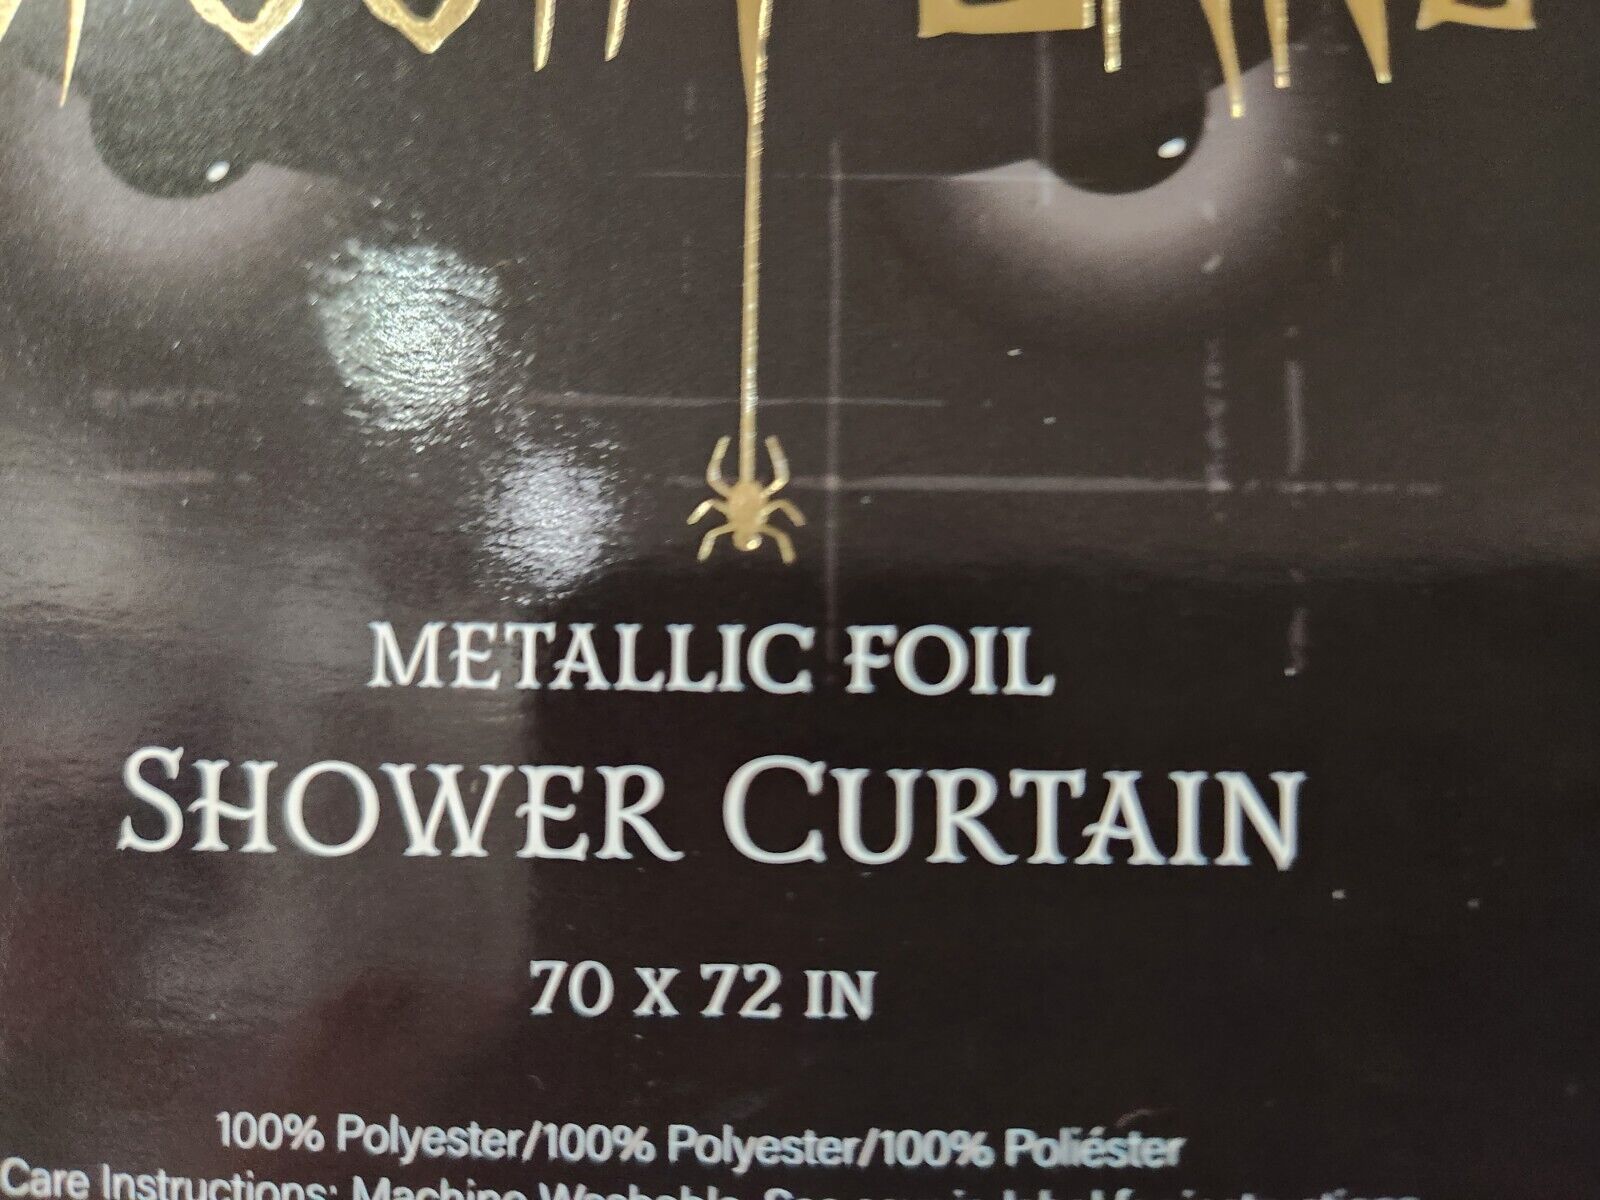 METALLIC FOIL
SHOWER CURTAIN
70 X 72 IN
100% Polyester/100% Polyester/100% Poliéster
Care Instructions: Machine Washable.